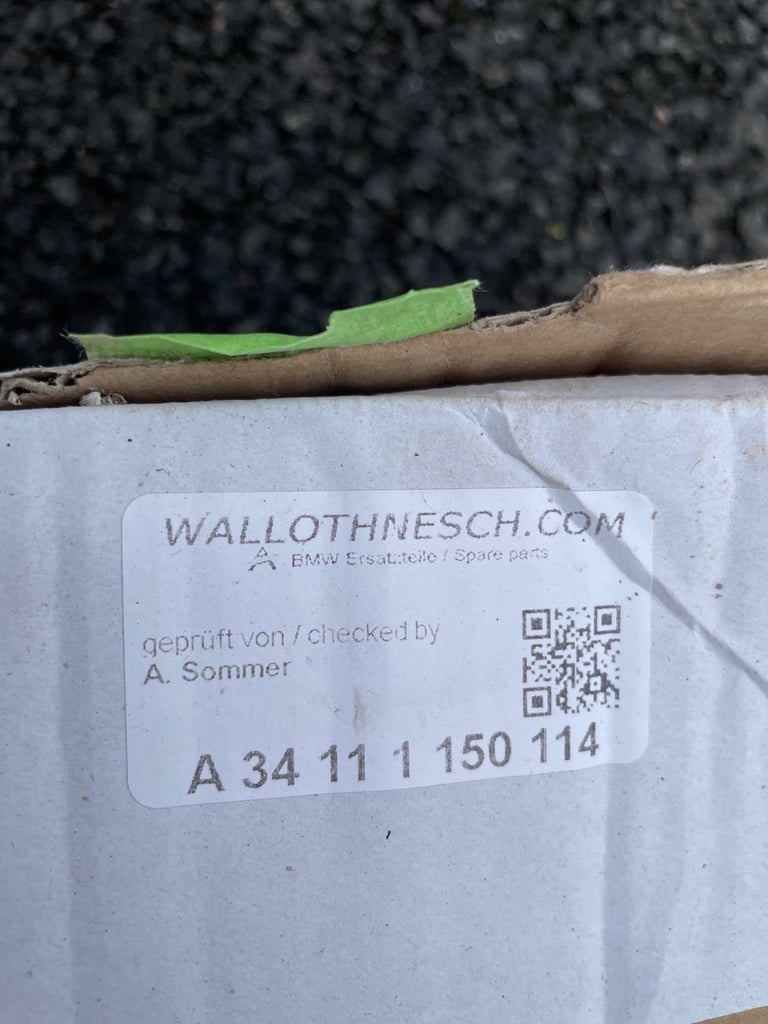 WALLOTHNESCH.COM
BMW Ersatzteile / Spare parts
geprüft von / checked by
A. Sommer
A 34 11 1 150 114